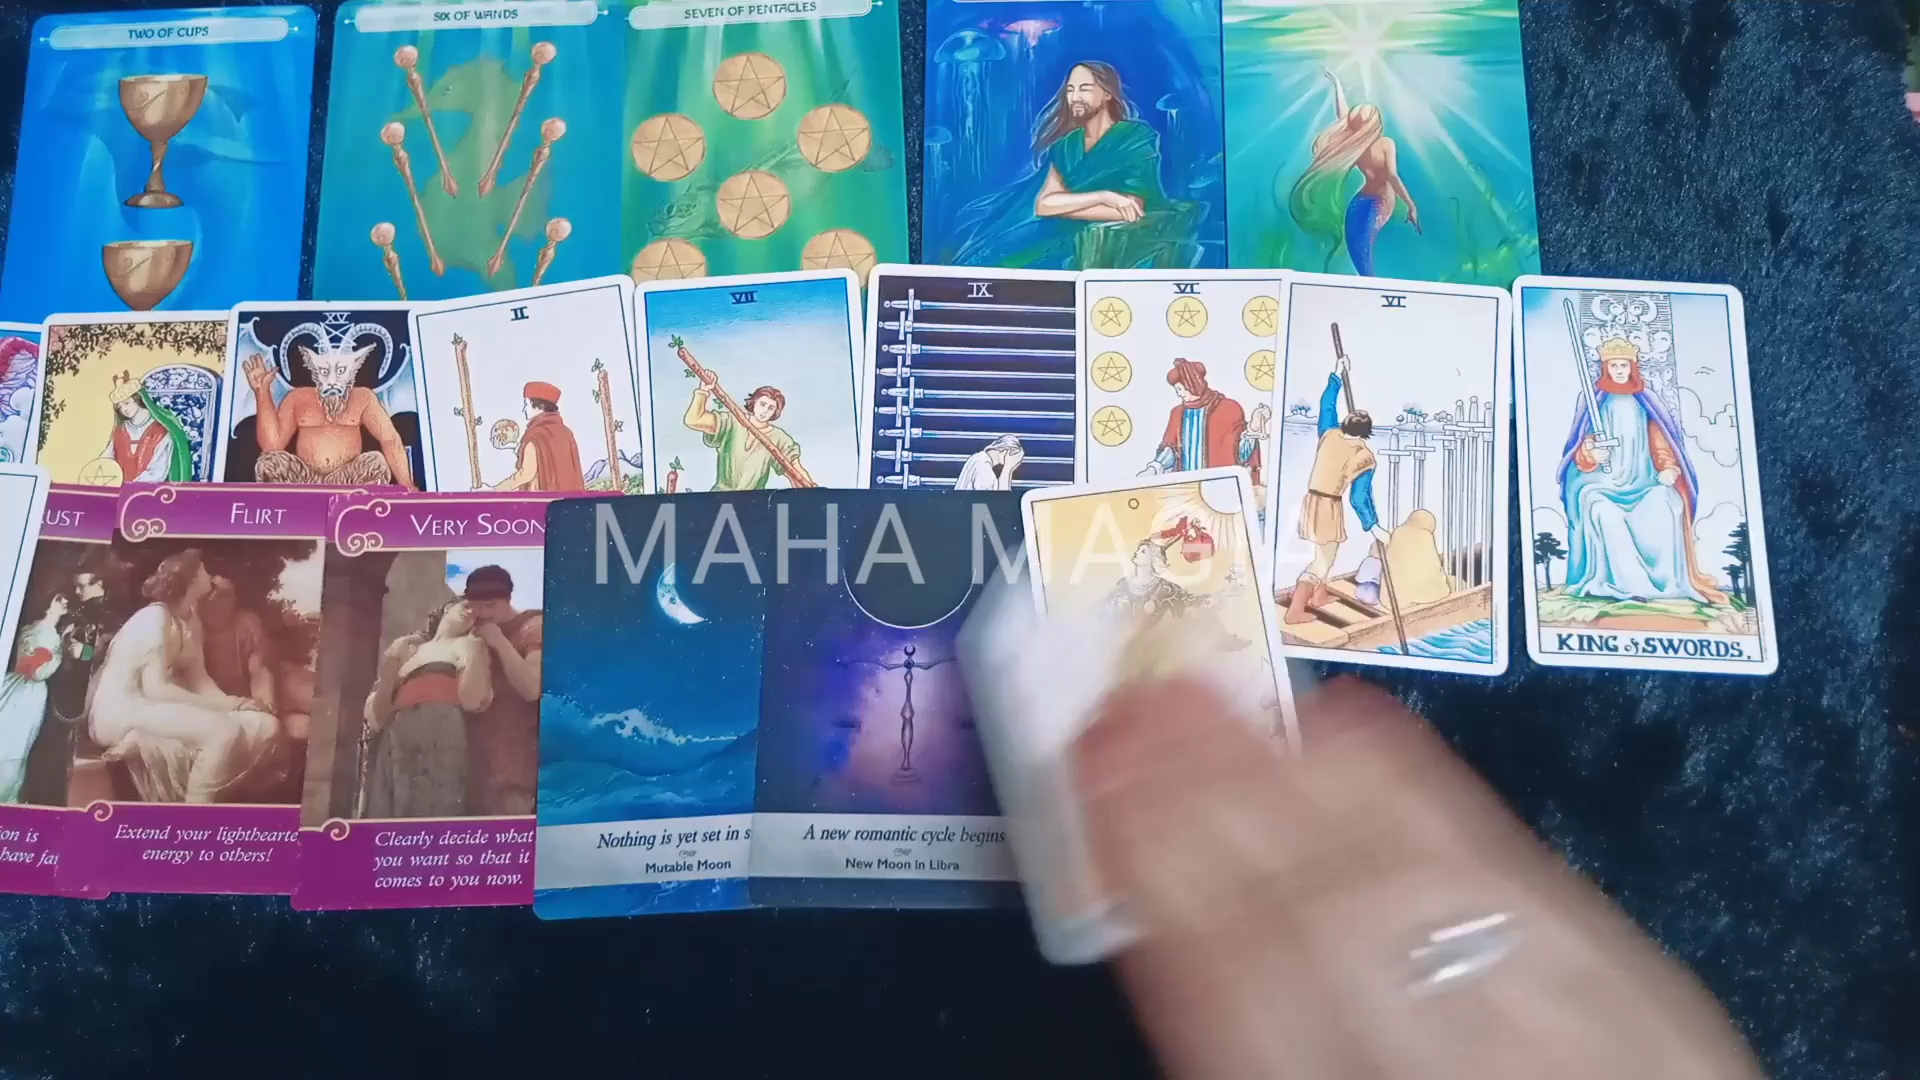 TWO OF CUPS
SIX OF WANDS
SEVEN OF PENTACLES
XV
II
VII
IX
VI
VI
KING of SWORDS.
UST
FLIRT
VERY SOON
MAHA MAGIA
on is
have fai
Extend your lighthearte
energy to others!
Clearly decide what
you want so that it
comes to you now.
Nothing is yet set in s
Mutable Moon
A new romantic cycle begins
New Moon in Libra